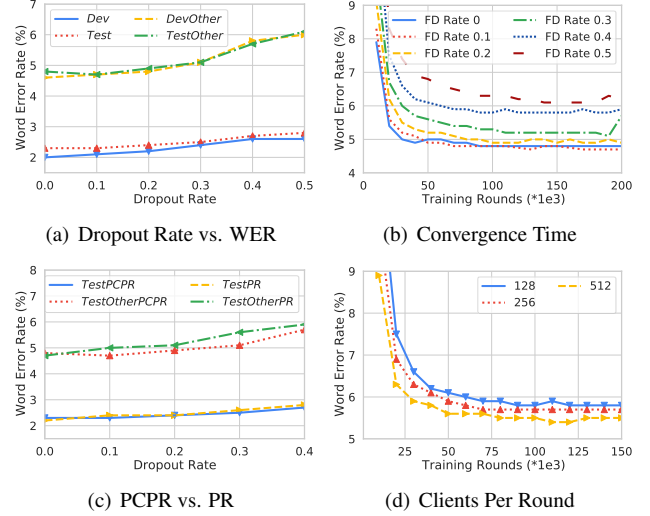 7
6
5
4
3
2
Word Error Rate (%)
Dev
Test
DevOther
TestOther
0.0 0.1 0.2 0.3 0.4 0.5
Dropout Rate
(a) Dropout Rate vs. WER
9
8
7
6
5
4
Word Error Rate (%)
FD Rate 0
FD Rate 0.1
FD Rate 0.2
FD Rate 0.3
FD Rate 0.4
FD Rate 0.5
0 50 100 150 200
Training Rounds (*1e3)
(b) Convergence Time
8
7
6
5
4
3
2
Word Error Rate (%)
TestPCPR
TestOtherPCPR
TestPR
TestOtherPR
0.0 0.1 0.2 0.3 0.4
Dropout Rate
(c) PCPR vs. PR
9
8
7
6
5
Word Error Rate (%)
128
256
512
25 50 75 100 125 150
Training Rounds (*1e3)
(d) Clients Per Round